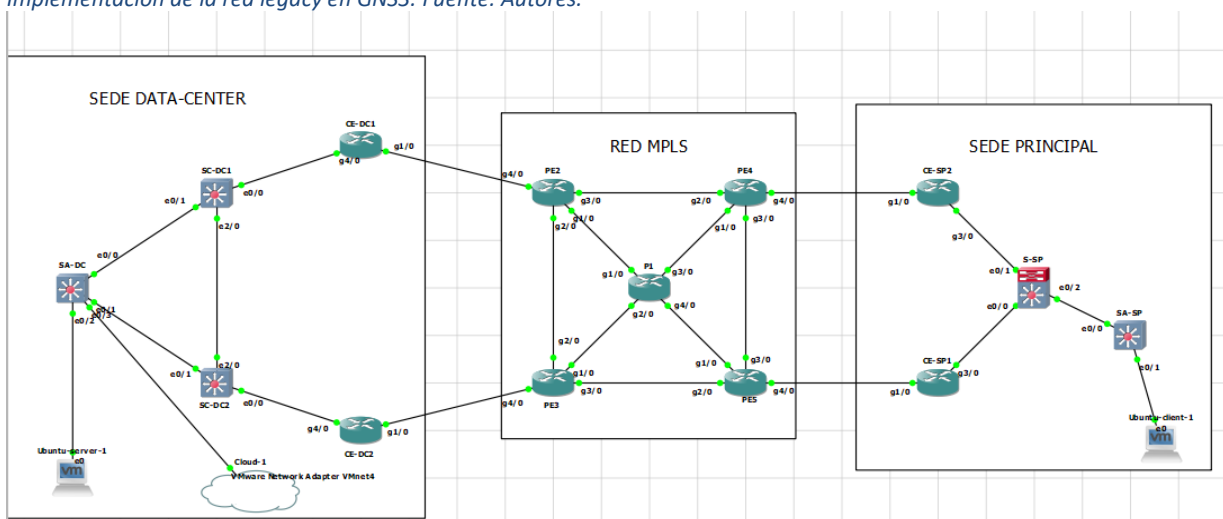 Implementación de la red legacy en GNS3. Fuente: Autores.
SEDE DATA-CENTER
CE-DC1
g4/0
g1/0
SC-DC1
e0/1
e0/0
e2/0
SA-DC
e0/0
e0/1
e0/3
e0/2
e2/0
e0/1
e0/0
SC-DC2
g4/0
g1/0
CE-DC2
Ubuntu-server-1
e0
vm
Cloud-1
VMware Network Adapter VMnet4
RED MPLS
PE2
g4/0
g3/0
g1/0
g2/0
PE4
g2/0
g4/0
g1/0
g3/0
P1
g1/0
g3/0
g2/0
g4/0
g2/0
g1/0
g4/0
g3/0
PE3
g3/0
g1/0
g2/0
g4/0
PE5
SEDE PRINCIPAL
CE-SP2
g1/0
g3/0
S-SP
e0/1
e0/2
e0/0
SA-SP
e0/0
e0/1
CE-SP1
g3/0
g1/0
Ubuntu-client-1
e0
vm